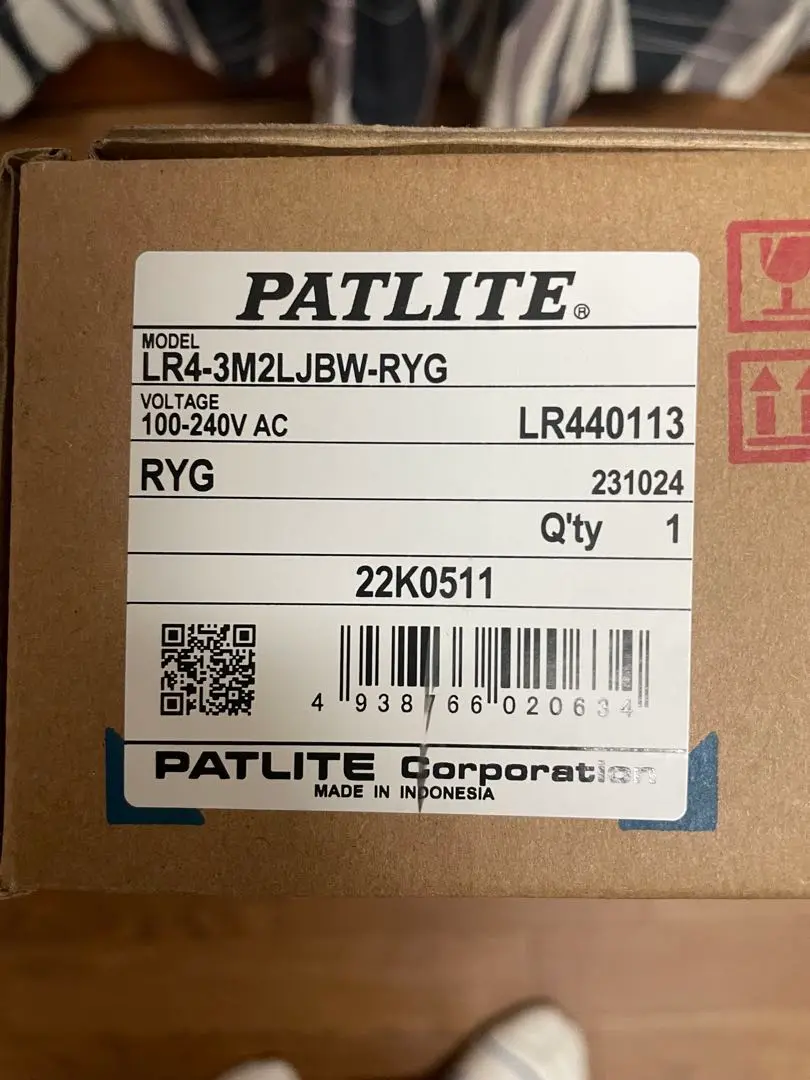 PATLITE®
MODEL
LR4-3M2LJBW-RYG
VOLTAGE
100-240V AC
LR440113
RYG
231024
Q'ty 1
22K0511
4 938766 020634
PATLITE Corporation
MADE IN INDONESIA